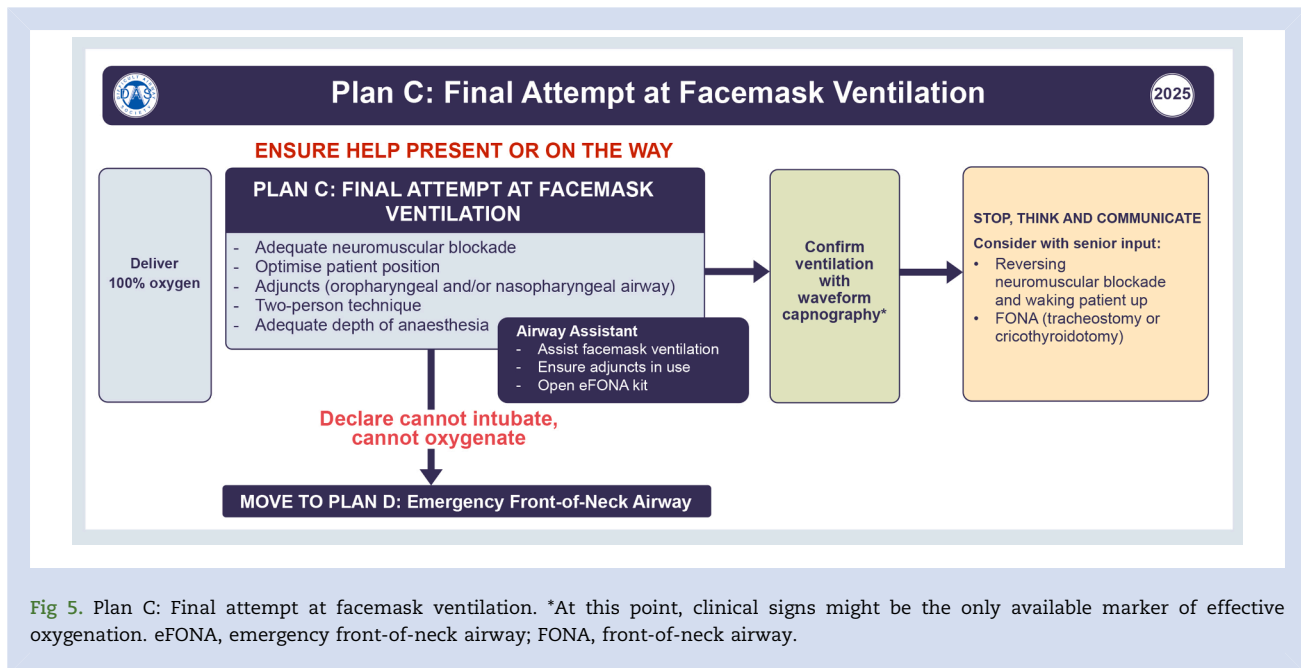 Plan C: Final Attempt at Facemask Ventilation
2025
ENSURE HELP PRESENT OR ON THE WAY
Deliver
100% oxygen
PLAN C: FINAL ATTEMPT AT FACEMASK
VENTILATION
- Adequate neuromuscular blockade
- Optimise patient position
- Adjuncts (oropharyngeal and/or nasopharyngeal airway)
- Two-person technique
- Adequate depth of anaesthesia
Airway Assistant
- Assist facemask ventilation
- Ensure adjuncts in use
- Open eFONA kit
Confirm
ventilation
with
waveform
capnography*
STOP, THINK AND COMMUNICATE
Consider with senior input:
• Reversing
neuromuscular blockade
and waking patient up
• FONA (tracheostomy or
cricothyroidotomy)
Declare cannot intubate,
cannot oxygenate
MOVE TO PLAN D: Emergency Front-of-Neck Airway
Fig 5. Plan C: Final attempt at facemask ventilation. *At this point, clinical signs might be the only available marker of effective
oxygenation. eFONA, emergency front-of-neck airway; FONA, front-of-neck airway.